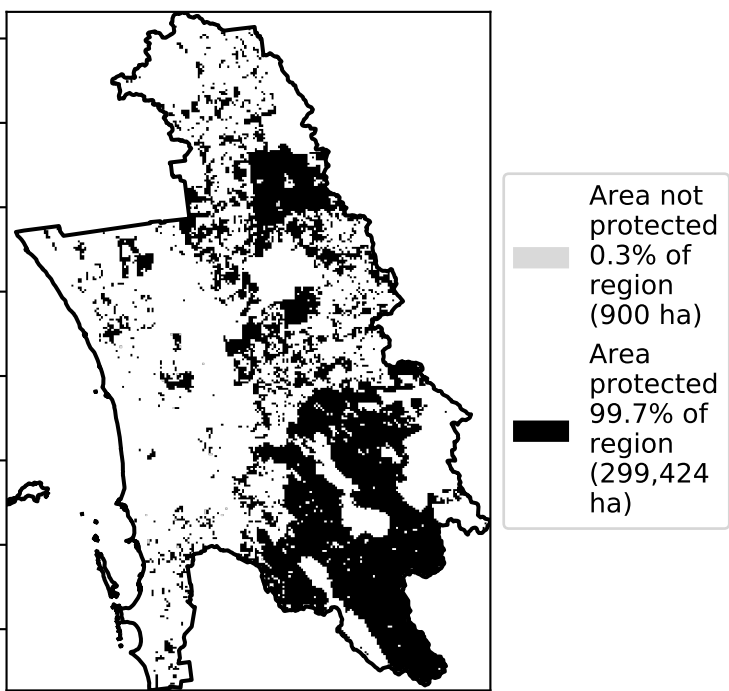 Area not
protected
0.3% of
region
(900 ha)
Area
protected
99.7% of
region
(299,424
ha)